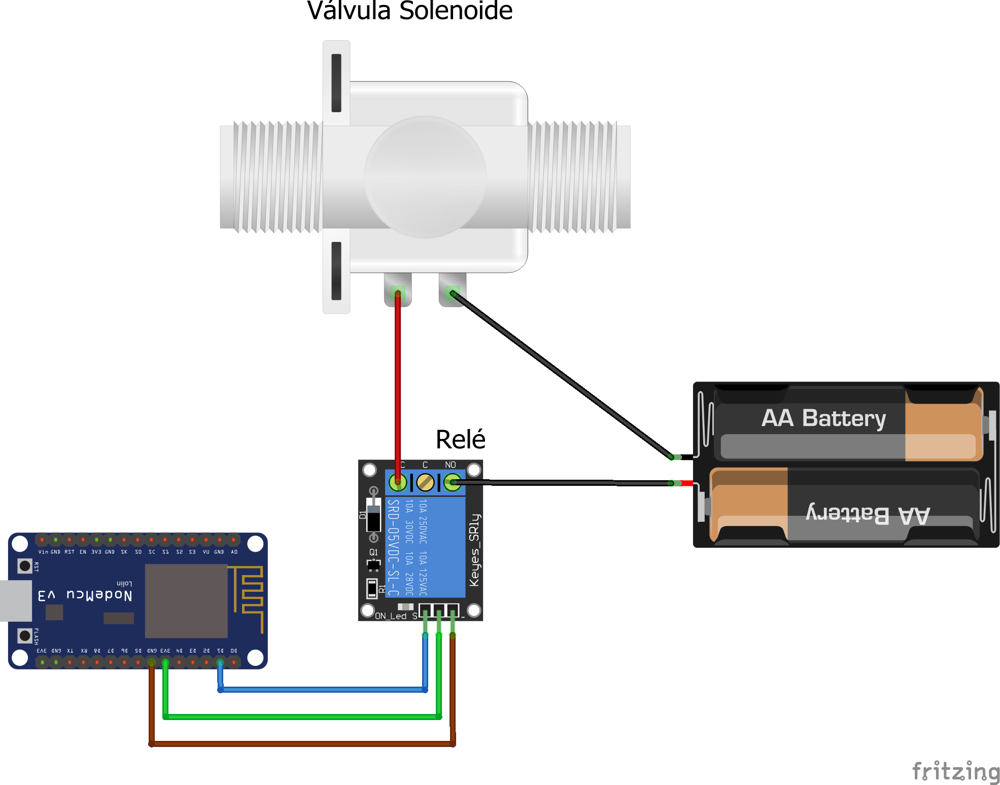 Válvula Solenoide
AA Battery
AA Battery
Relé
C C NO
SRD-05VDC-SL-C
10A 30VDC 10A 28VDC
10A 250VAC 10A 125VAC
Keyes_SRly
D1
Q1
R1
ON_Led S -
Vin GND RST EN 3V3 GND SK SO SC S1 S2 S3 VU GND AO
RST
Lolin
NodeMcu v3
FLASH
3V3 GND TX RX D8 D7 D6 D5 GND 3V3 D4 D3 D2 D1 D0
fritzing